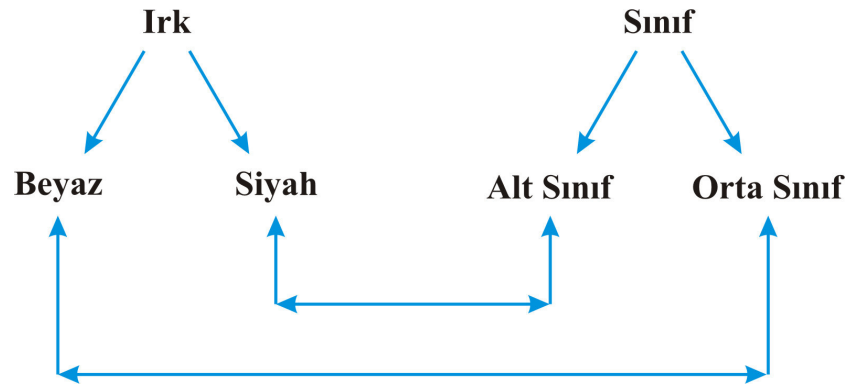 Irk
Sınıf
Beyaz
Siyah
Alt Sınıf
Orta Sınıf